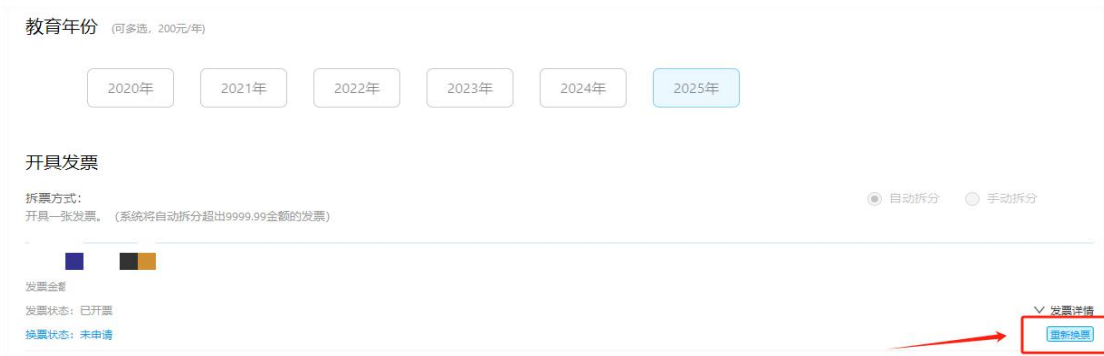 教育年份 (可多选，200元/年)
2020年 2021年 2022年 2023年 2024年 2025年
开具发票
拆票方式：
自动拆分 手动拆分
开具一张发票。（系统将自动拆分超出9999.99金额的发票）
发票金额
发票状态：已开票
发票详情
换票状态：未申请
重新换票